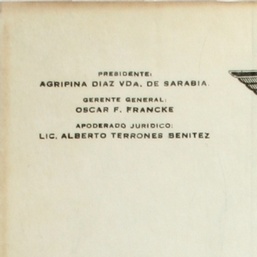 PRESIDENTE:
AGRIPINA DIAZ VDA. DE SARABIA
GERENTE GENERAL:
OSCAR F. FRANCKE
APODERADO JURIDICO:
LIC. ALBERTO TERRONES BENITEZ